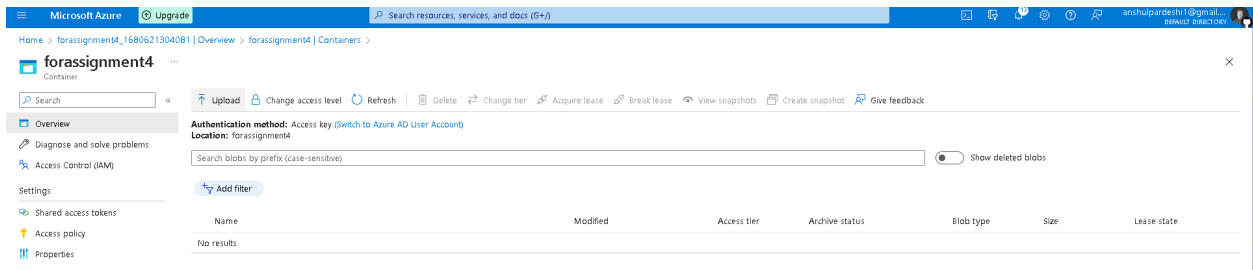 Microsoft Azure Upgrade Search resources, services, and docs (G+/) 13 anshulpardeshi1@gmail....
DEFAULT DIRECTORY
Home > forassignment4_1680621304081 | Overview > forassignment4 | Containers >
forassignment4 ...
Container
Search «
Upload Change access level Refresh Delete Change tier Acquire lease Break lease View snapshots Create snapshot Give feedback
Overview
Diagnose and solve problems
Access Control (IAM)
Settings
Shared access tokens
Access policy
Properties
Authentication method: Access key (Switch to Azure AD User Account)
Location: forassignment4
Search blobs by prefix (case-sensitive) Show deleted blobs
Add filter
Name Modified Access tier Archive status Blob type Size Lease state
No results